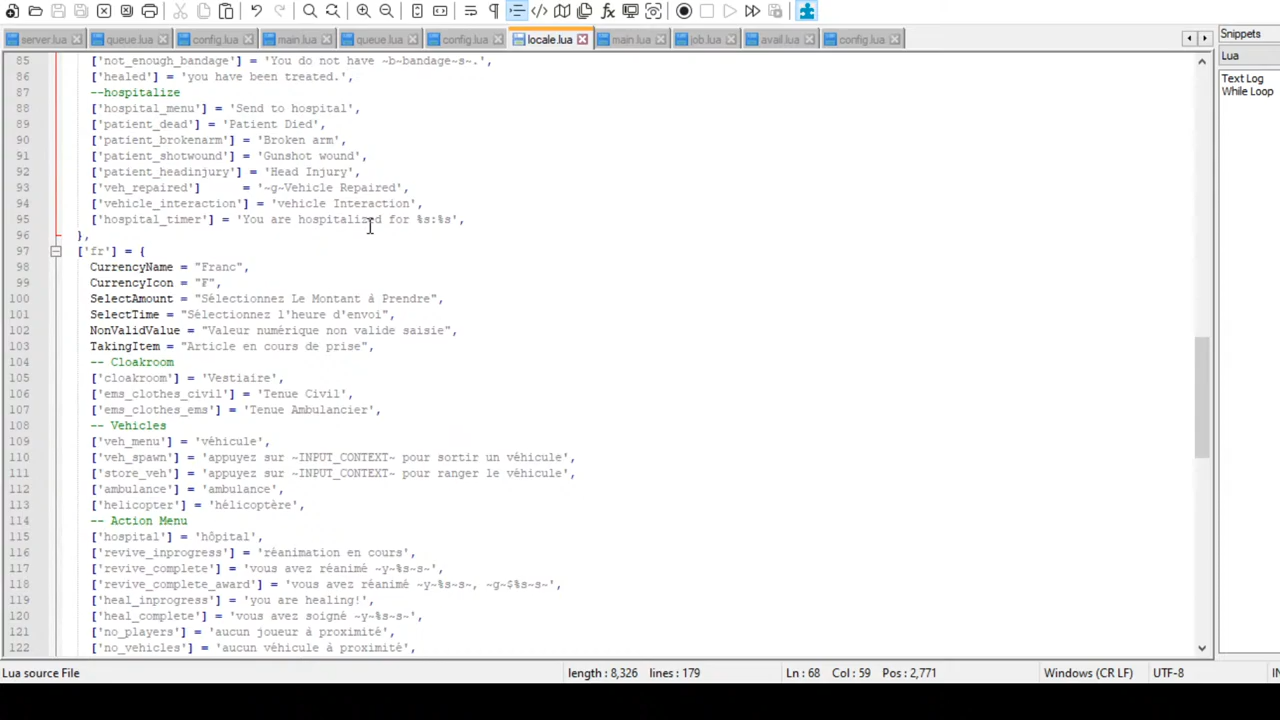 server.lua queue.lua config.lua main.lua queue.lua config.lua locale.lua main.lua job.lua avail.lua config.lua
Snippets
Lua
Text Log
While Loop
85 ['not_enough_bandage'] = 'You do not have ~b~bandage~s~.',
86 ['healed'] = 'you have been treated.',
87 --hospitalize
88 ['hospital_menu'] = 'Send to hospital',
89 ['patient_dead'] = 'Patient Died',
90 ['patient_brokenarm'] = 'Broken arm',
91 ['patient_shotwound'] = 'Gunshot wound',
92 ['patient_headinjury'] = 'Head Injury',
93 ['veh_repaired']      = '~g~Vehicle Repaired',
94 ['vehicle_interaction'] = 'vehicle Interaction',
95 ['hospital_timer'] = 'You are hospitalized for %s:%s',
96 },
97 ['fr'] = {
98 CurrencyName = "Franc",
99 CurrencyIcon = "₣",
100 SelectAmount = "Sélectionnez Le Montant à Prendre",
101 SelectTime = "Sélectionnez l'heure d'envoi",
102 NonValidValue = "Valeur numérique non valide saisie",
103 TakingItem = "Article en cours de prise",
104 -- Cloakroom
105 ['cloakroom'] = 'Vestiaire',
106 ['ems_clothes_civil'] = 'Tenue Civil',
107 ['ems_clothes_ems'] = 'Tenue Ambulancier',
108 -- Vehicles
109 ['veh_menu'] = 'véhicule',
110 ['veh_spawn'] = 'appuyez sur ~INPUT_CONTEXT~ pour sortir un véhicule',
111 ['store_veh'] = 'appuyez sur ~INPUT_CONTEXT~ pour ranger le véhicule',
112 ['ambulance'] = 'ambulance',
113 ['helicopter'] = 'hélicoptère',
114 -- Action Menu
115 ['hospital'] = 'hôpital',
116 ['revive_inprogress'] = 'réanimation en cours',
117 ['revive_complete'] = 'vous avez réanimé ~y~%s~s~',
118 ['revive_complete_award'] = 'vous avez réanimé ~y~%s~s~, ~g~$%s~s~',
119 ['heal_inprogress'] = 'you are healing!',
120 ['heal_complete'] = 'vous avez soigné ~y~%s~s~',
121 ['no_players'] = 'aucun joueur à proximité',
122 ['no_vehicles'] = 'aucun véhicule à proximité',
Lua source File length : 8,326 lines : 179 Ln : 68 Col : 59 Pos : 2,771 Windows (CR LF) UTF-8 IN